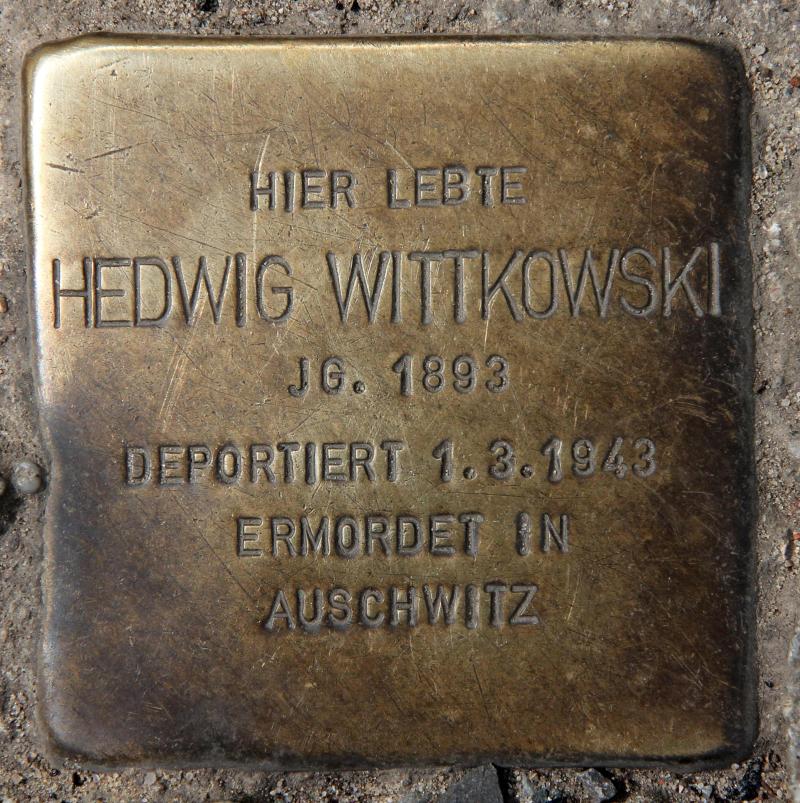 HIER LEBTE
HEDWIG WITTKOWSKI
JG. 1893
DEPORTIERT 1.3.1943
ERMORDET IN
AUSCHWITZ